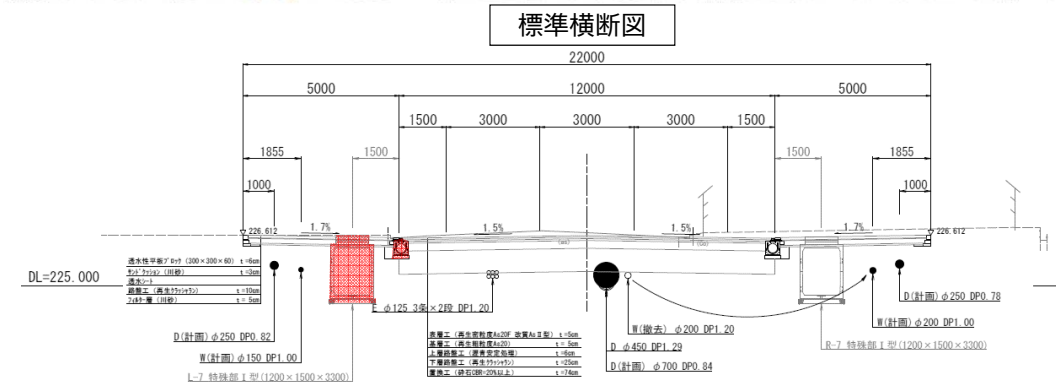 標準横断図
22000
5000 12000 5000
1500 3000 3000 3000 1500
1855 1500 1500 1855
1000 1000
226.612 1.7% 1.5% 1.5% 1.7% 226.612
DL=225.000
透水性平板ブロック (300×300×60) t=6cm
サンドクッション (川砂) t=3cm
透水シート
路盤工 (再生クラッシャラン) t=10cm
フィルター層 (川砂) t= 5cm
E φ125 3条×2段 DP1.20
D(計画) φ250 DP0.82
W(計画) φ150 DP1.00
L-7 特殊部Ⅰ型(1200×1500×3300)
表層工 (再生密粒度As20F 改質AsⅡ型) t=5cm
基層工 (再生粗粒度As20) t= 5cm
上層路盤工 (瀝青安定処理) t=6cm
下層路盤工 (再生クラッシャラン) t=25cm
置換工 (砕石CBR=20%以上) t=74cm
W(撤去) φ200 DP1.20
D φ450 DP1.29
D(計画) φ700 DP0.84
D(計画) φ250 DP0.78
W(計画) φ200 DP1.00
R-7 特殊部Ⅰ型(1200×1500×3300)